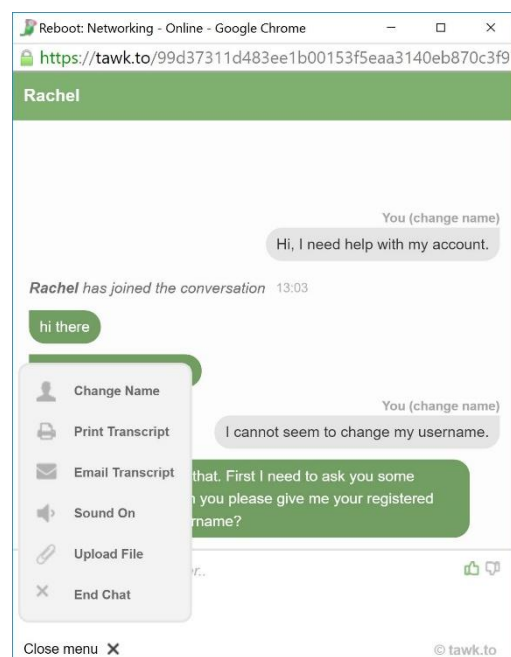 Reboot: Networking - Online - Google Chrome
https://tawk.to/99d37311d483ee1b00153f5eaa3140eb870c3f9
Rachel
You (change name)
Hi, I need help with my account.
Rachel has joined the conversation 13:03
hi there
You (change name)
I cannot seem to change my username.
that. First I need to ask you some
you please give me your registered
Change Name
Print Transcript
Email Transcript
Sound On
Upload File
End Chat
Close menu
© tawk.to